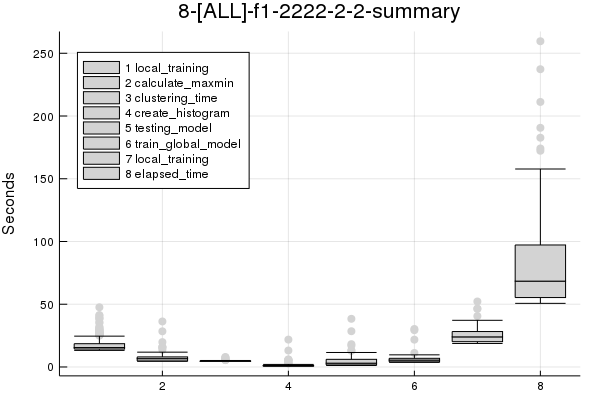 8-[ALL]-f1-2222-2-2-summary
Seconds
250
200
150
100
50
0
1 local_training
2 calculate_maxmin
3 clustering_time
4 create_histogram
5 testing_model
6 train_global_model
7 local_training
8 elapsed_time
2 4 6 8